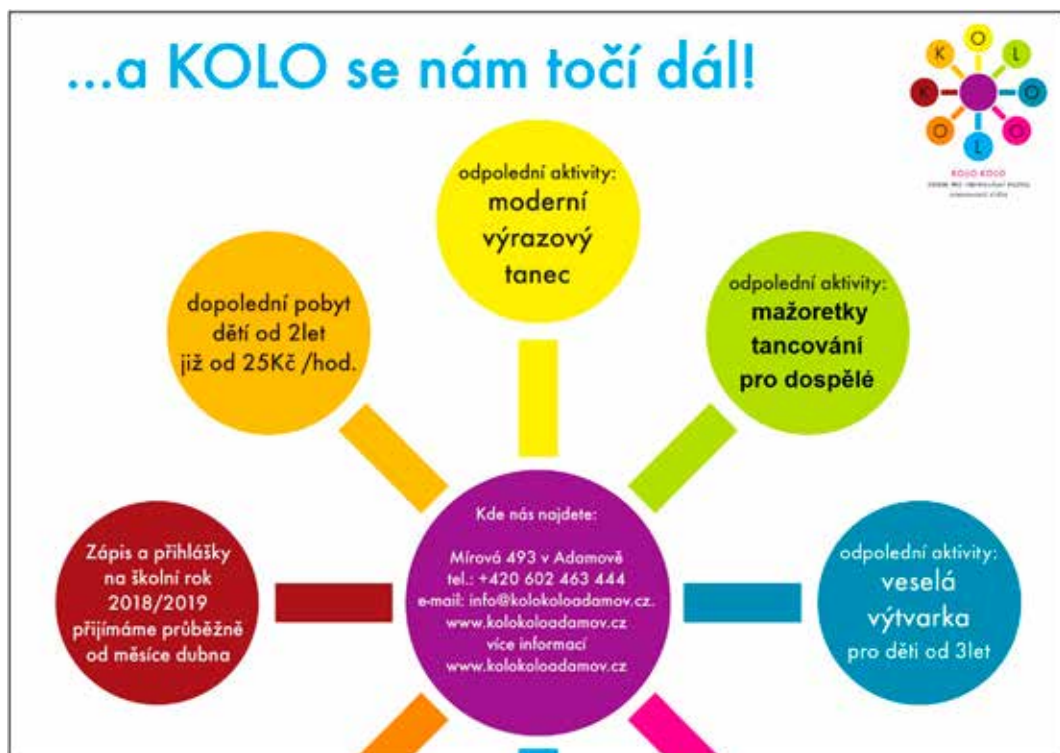 ...a KOLO se nám točí dál!
K
O
L
O
O
L
O
K
KOLO-KOLO
odpolední aktivity:
moderní
výrazový
tanec
dopolední pobyt
dětí od 2let
již od 25Kč /hod.
odpolední aktivity:
mažoretky
tancování
pro dospělé
Zápis a přihlášky
na školní rok
2018/2019
přijímáme průběžně
od měsíce dubna
Kde nás najdete:
Mírová 493 v Adamově
tel.: +420 602 463 444
e-mail: info@kolokoloadamov.cz.
www.kolokoloadamov.cz
více informací
www.kolokoloadamov.cz
odpolední aktivity:
veselá
výtvarka
pro děti od 3let